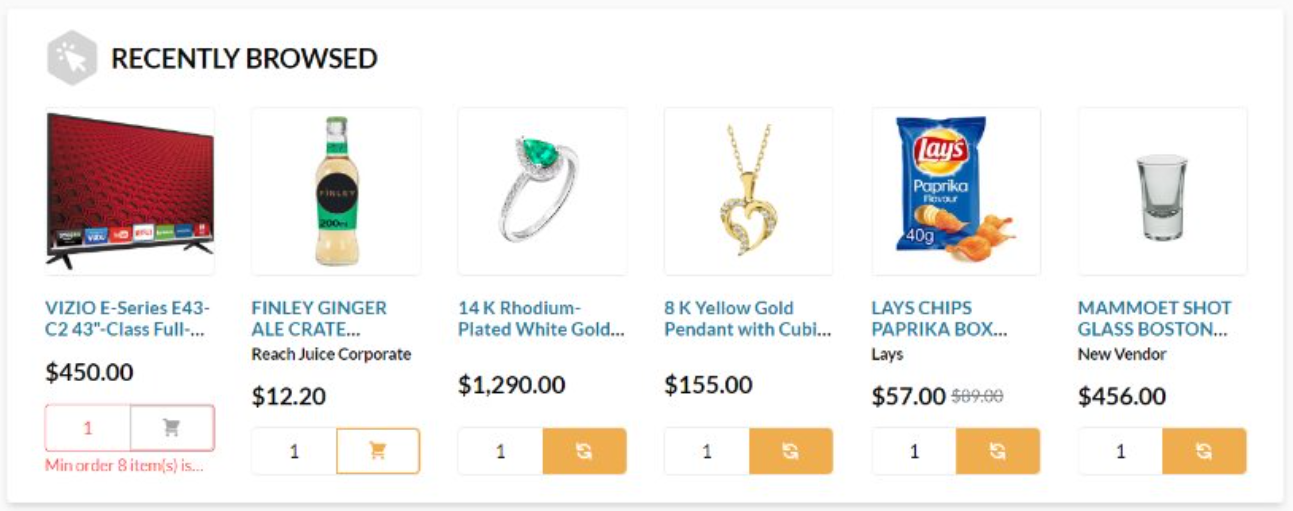 RECENTLY BROWSED
FINLEY
200ml
Lay's
Paprika
Flavour
40g
VIZIO E-Series E43-
C2 43"-Class Full-...
$450.00
1
Min order 8 item(s) is...
FINLEY GINGER
ALE CRATE...
Reach Juice Corporate
$12.20
1
14 K Rhodium-
Plated White Gold...
$1,290.00
1
8 K Yellow Gold
Pendant with Cubi...
$155.00
1
LAYS CHIPS
PAPRIKA BOX...
Lays
$57.00 $89.00
1
MAMMOET SHOT
GLASS BOSTON...
New Vendor
$456.00
1